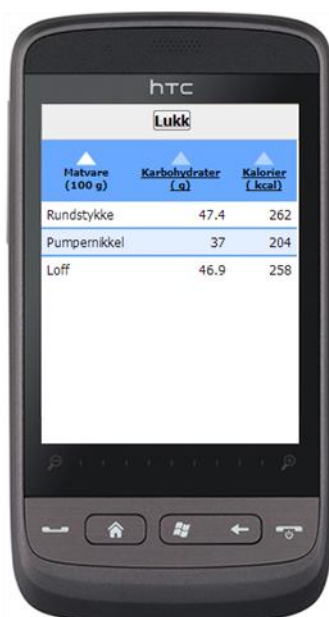 hTC
Lukk
Matvare Karbohydrater Kalorier
(100 g) ( g) ( kcal)
Rundstykke 47.4 262
Pumpernikkel 37 204
Loff 46.9 258